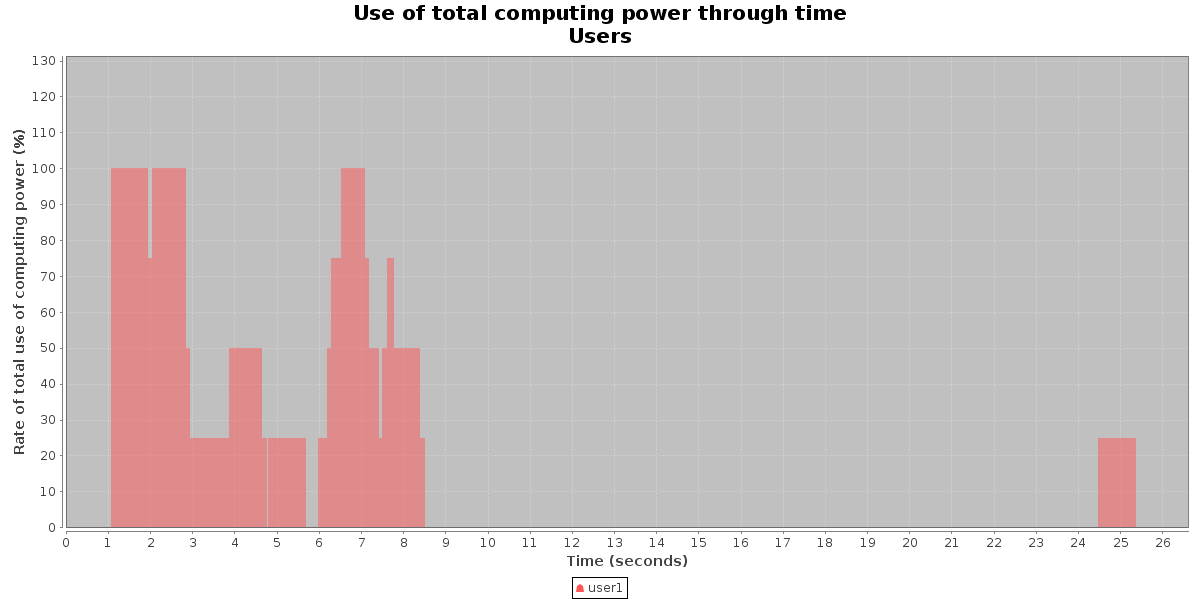 Use of total computing power through time
Users
Rate of total use of computing power (%)
130
120
110
100
90
80
70
60
50
40
30
20
10
0
0 1 2 3 4 5 6 7 8 9 10 11 12 13 14 15 16 17 18 19 20 21 22 23 24 25 26
Time (seconds)
user1